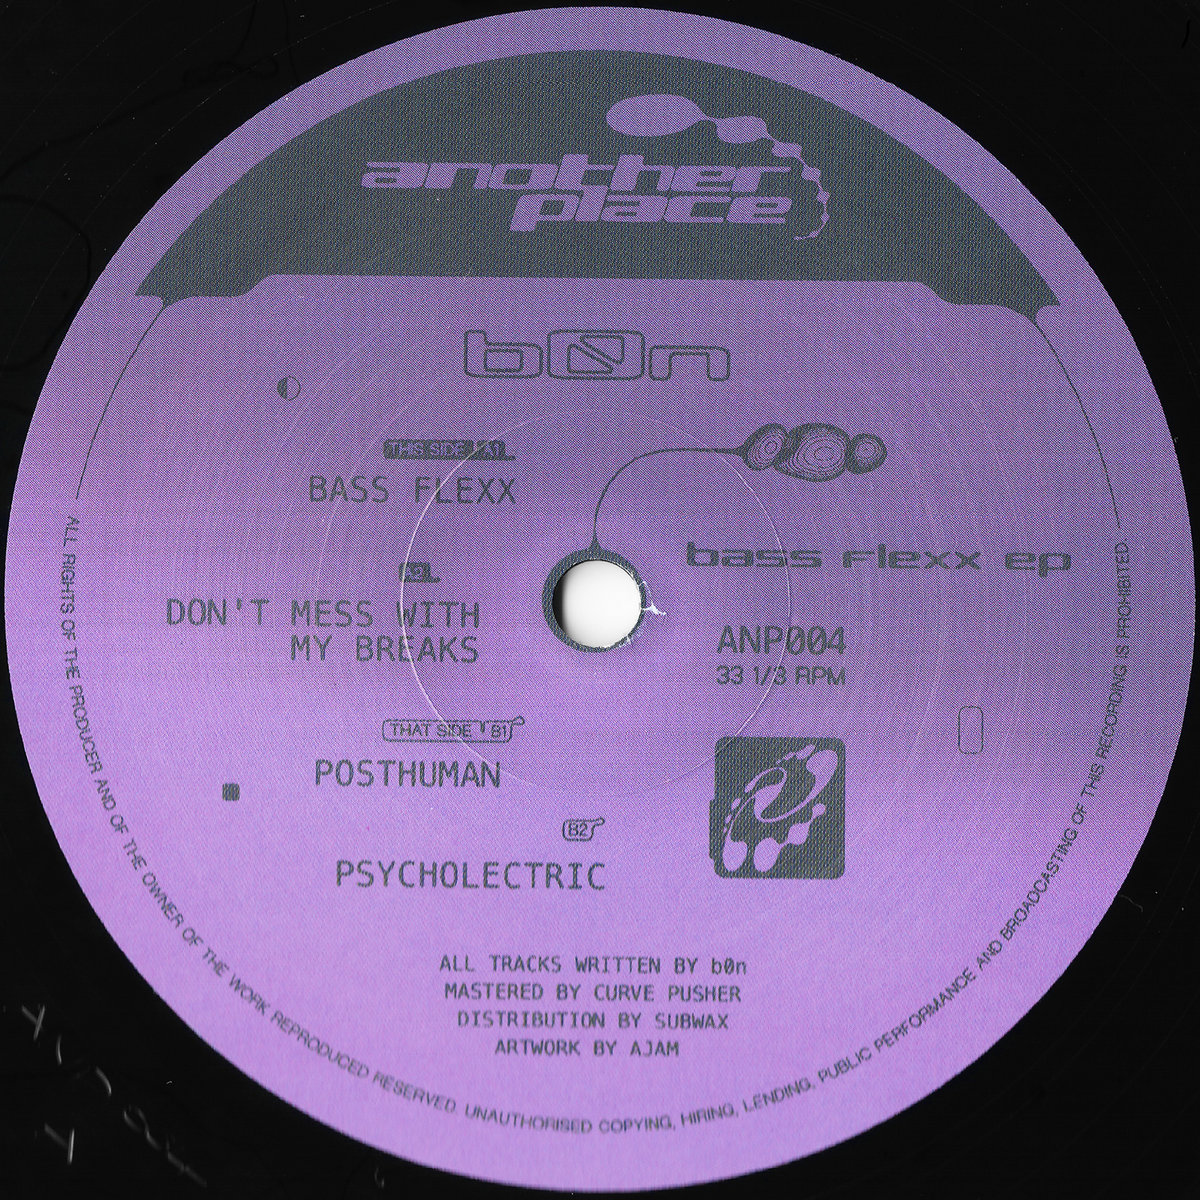 another
place
bØn
THIS SIDE A1
BASS FLEXX
DON'T MESS WITH
MY BREAKS
THAT SIDE B1
POSTHUMAN
B2
PSYCHOLECTRIC
bass flexx ep
ANP004
33 1/3 RPM
ALL TRACKS WRITTEN BY bØn
MASTERED BY CURVE PUSHER
DISTRIBUTION BY SUBWAX
ARTWORK BY AJAM
ALL RIGHTS OF THE PRODUCER AND OF THE OWNER OF THE WORK REPRODUCED RESERVED. UNAUTHORISED COPYING, HIRING, LENDING, PUBLIC PERFORMANCE AND BROADCASTING OF THIS RECORDING IS PROHIBITED